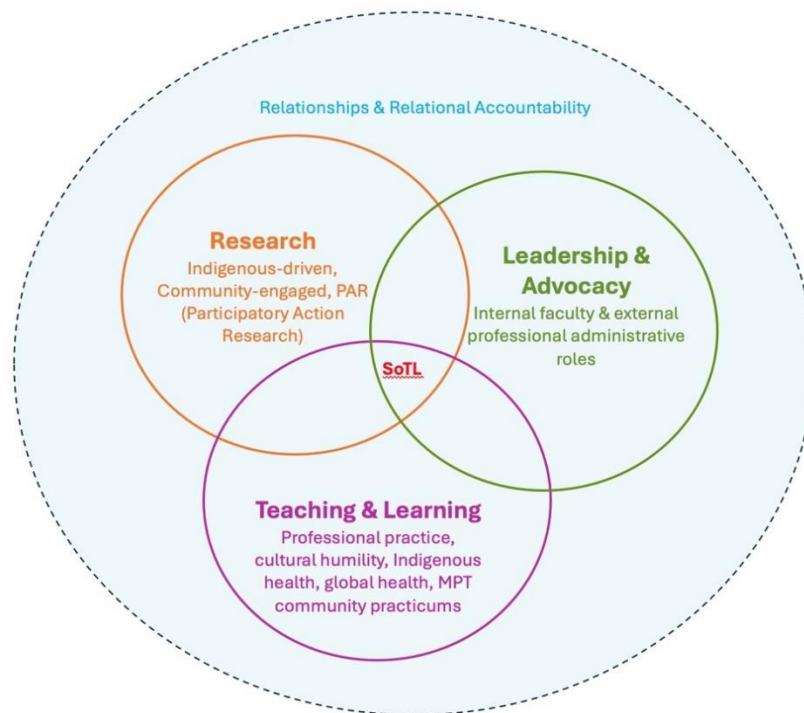 Relationships & Relational Accountability
Research
Indigenous-driven,
Community-engaged, PAR
(Participatory Action
Research)
Leadership &
Advocacy
Internal faculty & external
professional administrative
roles
SoTL
Teaching & Learning
Professional practice,
cultural humility, Indigenous
health, global health, MPT
community practicums